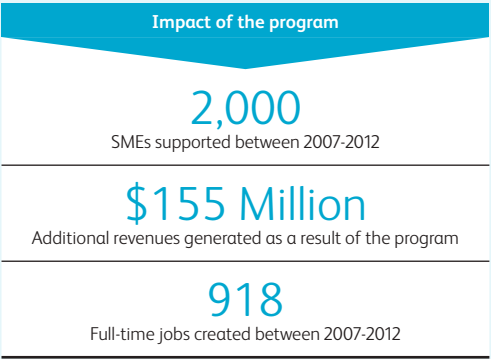 Impact of the program
2,000
SMEs supported between 2007-2012
$155 Million
Additional revenues generated as a result of the program
918
Full-time jobs created between 2007-2012